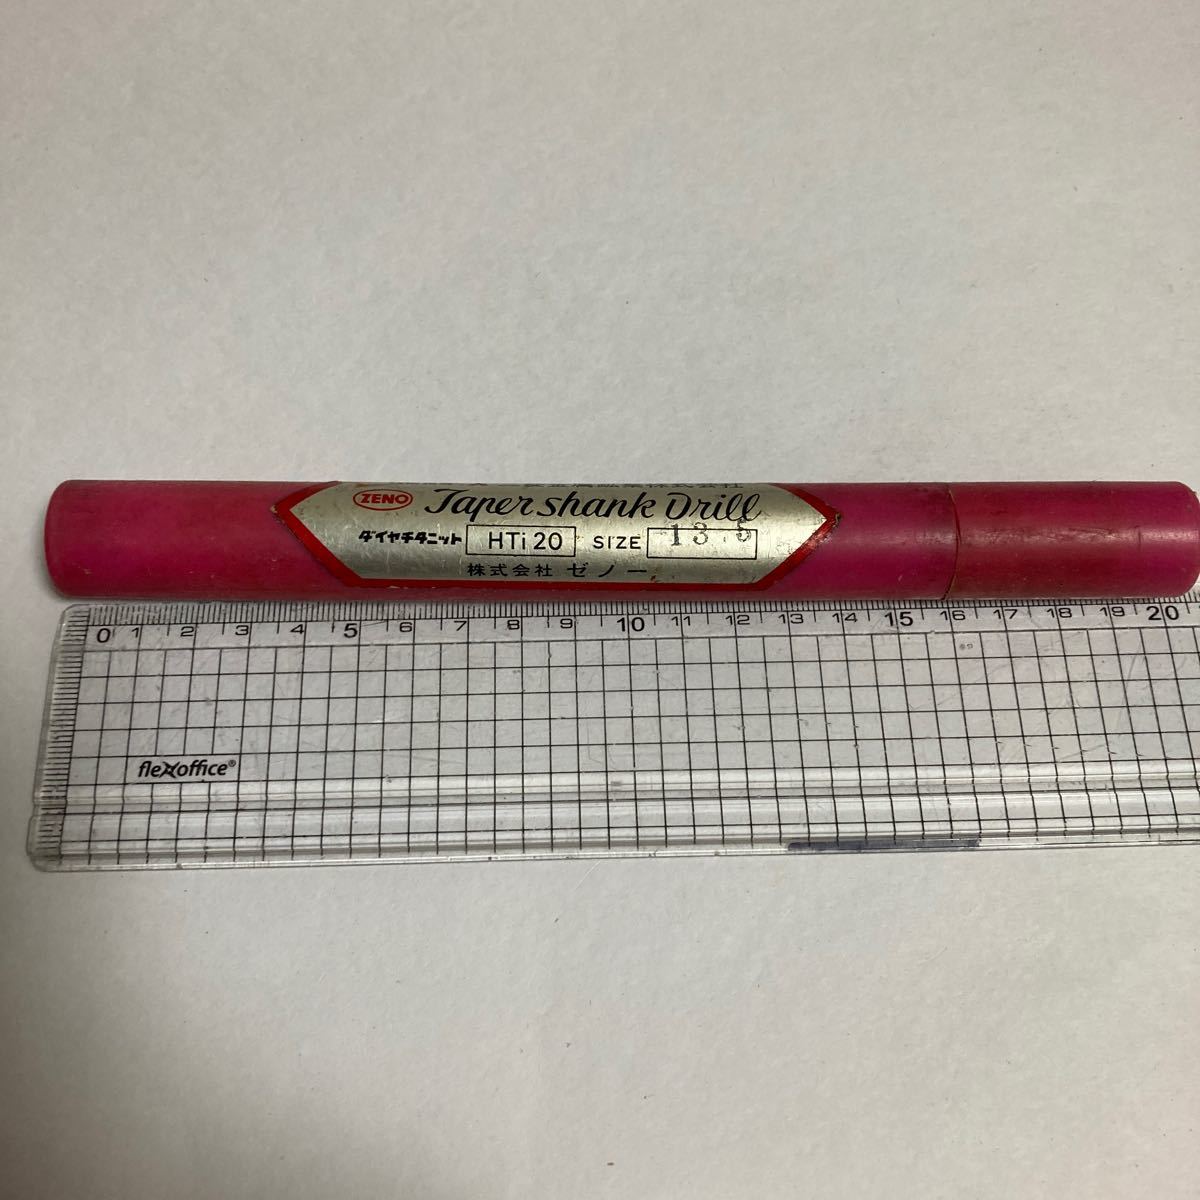 ZENO Taper shank Drill
ダイヤチタニット HTi 20 SIZE 13.5
株式会社 ゼノー
0 1 2 3 4 5 6 7 8 9 10 11 12 13 14 15 16 17 18 19 20
flexoffice®